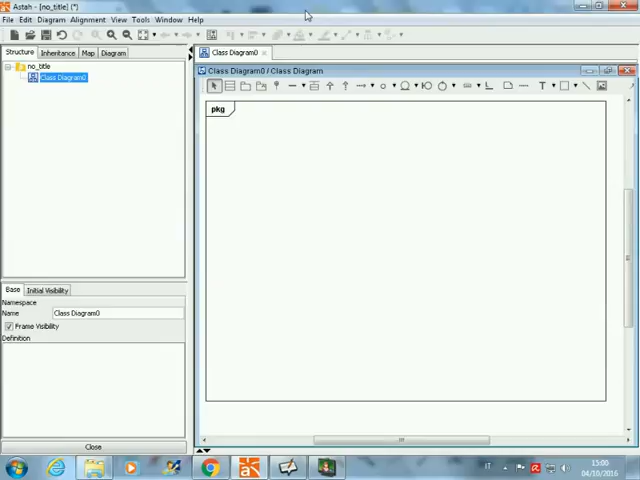 Astah - [no_title] (*)
File Edit Diagram Alignment View Tools Window Help
Structure Inheritance Map Diagram
no_title
Class Diagram0
Base Initial Visibility
Namespace
Name Class Diagram0
Frame Visibility
Definition
Close
Class Diagram0
Class Diagram0 / Class Diagram
T
pkg
IT
15:00
04/10/2016